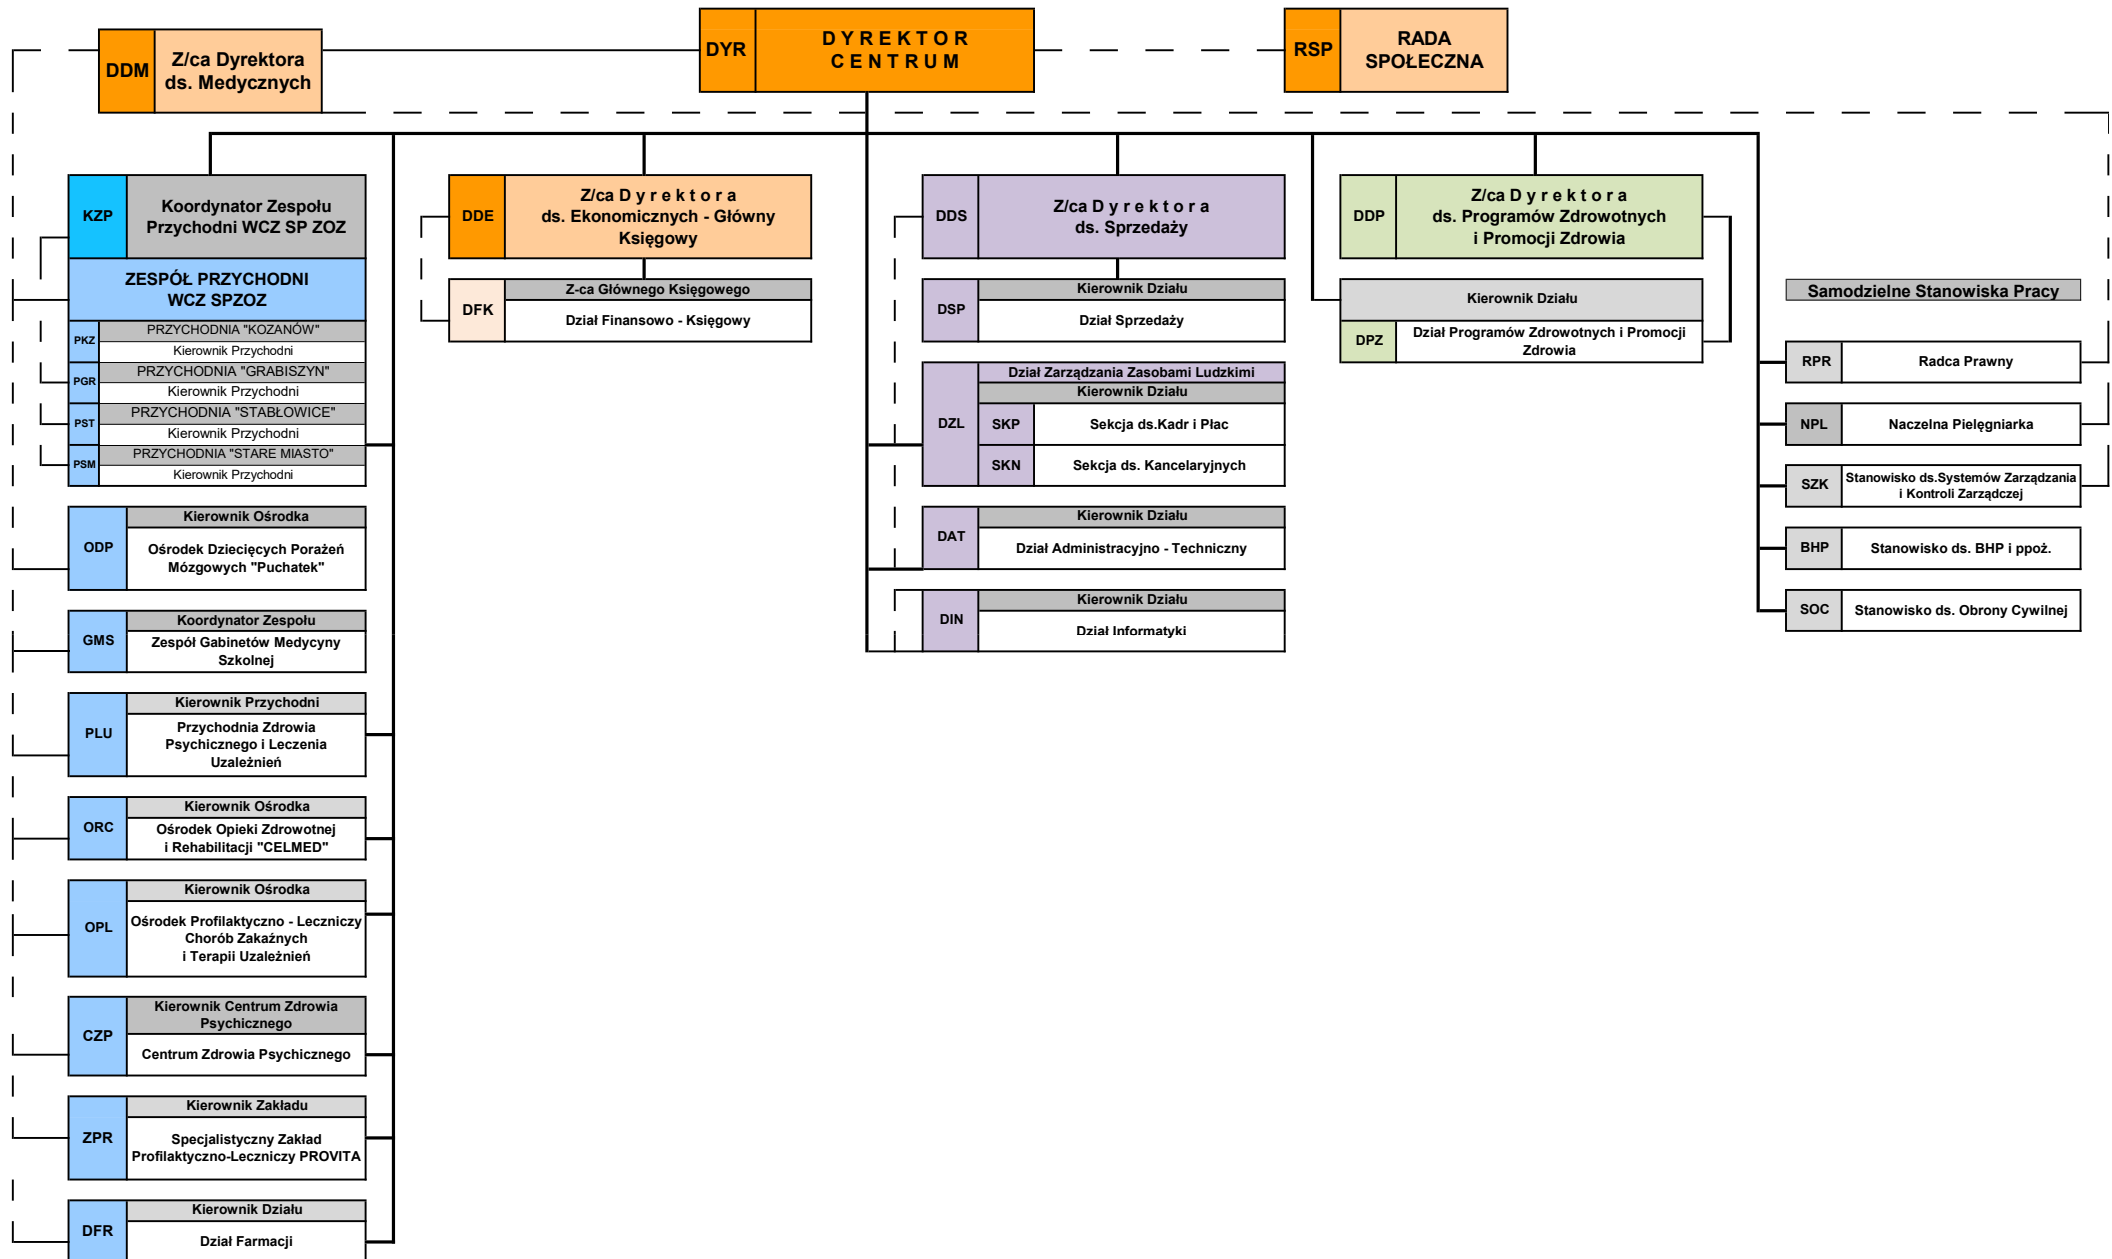 DDM
Z/ca Dyrektora
ds. Medycznych
DYR
D Y R E K T O R
C E N T R U M
RSP
RADA
SPOŁECZNA
KZP
Koordynator Zespołu
Przychodni WCZ SP ZOZ
ZESPÓŁ PRZYCHODNI
WCZ SPZOZ
PKZ
PRZYCHODNIA "KOZANÓW"
Kierownik Przychodni
PGR
PRZYCHODNIA "GRABISZYN"
Kierownik Przychodni
PST
PRZYCHODNIA "STABŁOWICE"
Kierownik Przychodni
PSM
PRZYCHODNIA "STARE MIASTO"
Kierownik Przychodni
ODP
Kierownik Ośrodka
Ośrodek Dziecięcych Porażeń
Mózgowych "Puchatek"
GMS
Koordynator Zespołu
Zespół Gabinetów Medycyny
Szkolnej
PLU
Kierownik Przychodni
Przychodnia Zdrowia
Psychicznego i Leczenia
Uzależnień
ORC
Kierownik Ośrodka
Ośrodek Opieki Zdrowotnej
i Rehabilitacji "CELMED"
OPL
Kierownik Ośrodka
Ośrodek Profilaktyczno - Leczniczy
Chorób Zakaźnych
i Terapii Uzależnień
CZP
Kierownik Centrum Zdrowia
Psychicznego
Centrum Zdrowia Psychicznego
ZPR
Kierownik Zakładu
Specjalistyczny Zakład
Profilaktyczno-Leczniczy PROVITA
DFR
Kierownik Działu
Dział Farmacji
DDE
Z/ca D y r e k t o r a
ds. Ekonomicznych - Główny
Księgowy
DFK
Z-ca Głównego Księgowego
Dział Finansowo - Księgowy
DDS
Z/ca D y r e k t o r a
ds. Sprzedaży
DSP
Kierownik Działu
Dział Sprzedaży
DZL
Dział Zarządzania Zasobami Ludzkimi
Kierownik Działu
SKP
Sekcja ds.Kadr i Płac
SKN
Sekcja ds. Kancelaryjnych
DAT
Kierownik Działu
Dział Administracyjno - Techniczny
DIN
Kierownik Działu
Dział Informatyki
DDP
Z/ca D y r e k t o r a
ds. Programów Zdrowotnych
i Promocji Zdrowia
Kierownik Działu
DPZ
Dział Programów Zdrowotnych i Promocji
Zdrowia
Samodzielne Stanowiska Pracy
RPR
Radca Prawny
NPL
Naczelna Pielęgniarka
SZK
Stanowisko ds.Systemów Zarządzania
i Kontroli Zarządczej
BHP
Stanowisko ds. BHP i ppoż.
SOC
Stanowisko ds. Obrony Cywilnej